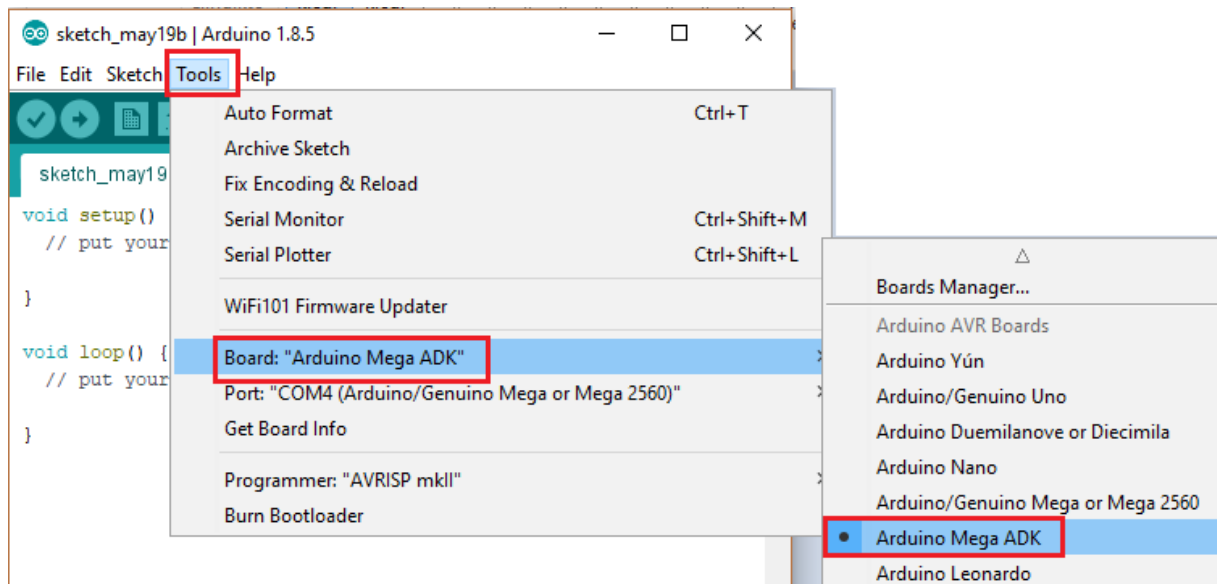 sketch_may19b | Arduino 1.8.5
File Edit Sketch Tools Help
Auto Format Ctrl+T
Archive Sketch
sketch_may19
Fix Encoding & Reload
void setup()
Serial Monitor Ctrl+Shift+M
// put your
Serial Plotter Ctrl+Shift+L
}
WiFi101 Firmware Updater
void loop() {
Board: "Arduino Mega ADK"
// put your
Port: "COM4 (Arduino/Genuino Mega or Mega 2560)"
}
Get Board Info
Programmer: "AVRISP mkII"
Burn Bootloader
Boards Manager...
Arduino AVR Boards
Arduino Yún
Arduino/Genuino Uno
Arduino Duemilanove or Diecimila
Arduino Nano
Arduino/Genuino Mega or Mega 2560
Arduino Mega ADK
Arduino Leonardo